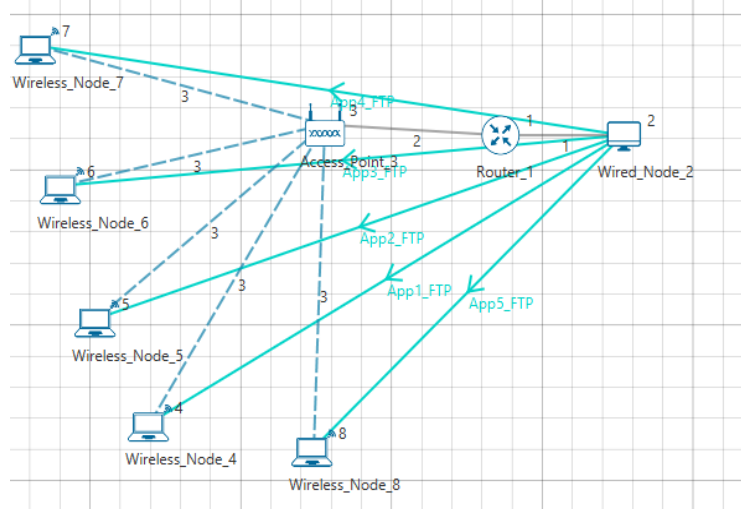 7
Wireless_Node_7
3
App4_FTP
3
2
1
1
2
Access_Point_3
Router_1
Wired_Node_2
6
3
App3_FTP
Wireless_Node_6
3
App2_FTP
3
App1_FTP
3
App5_FTP
5
Wireless_Node_5
4
Wireless_Node_4
8
Wireless_Node_8